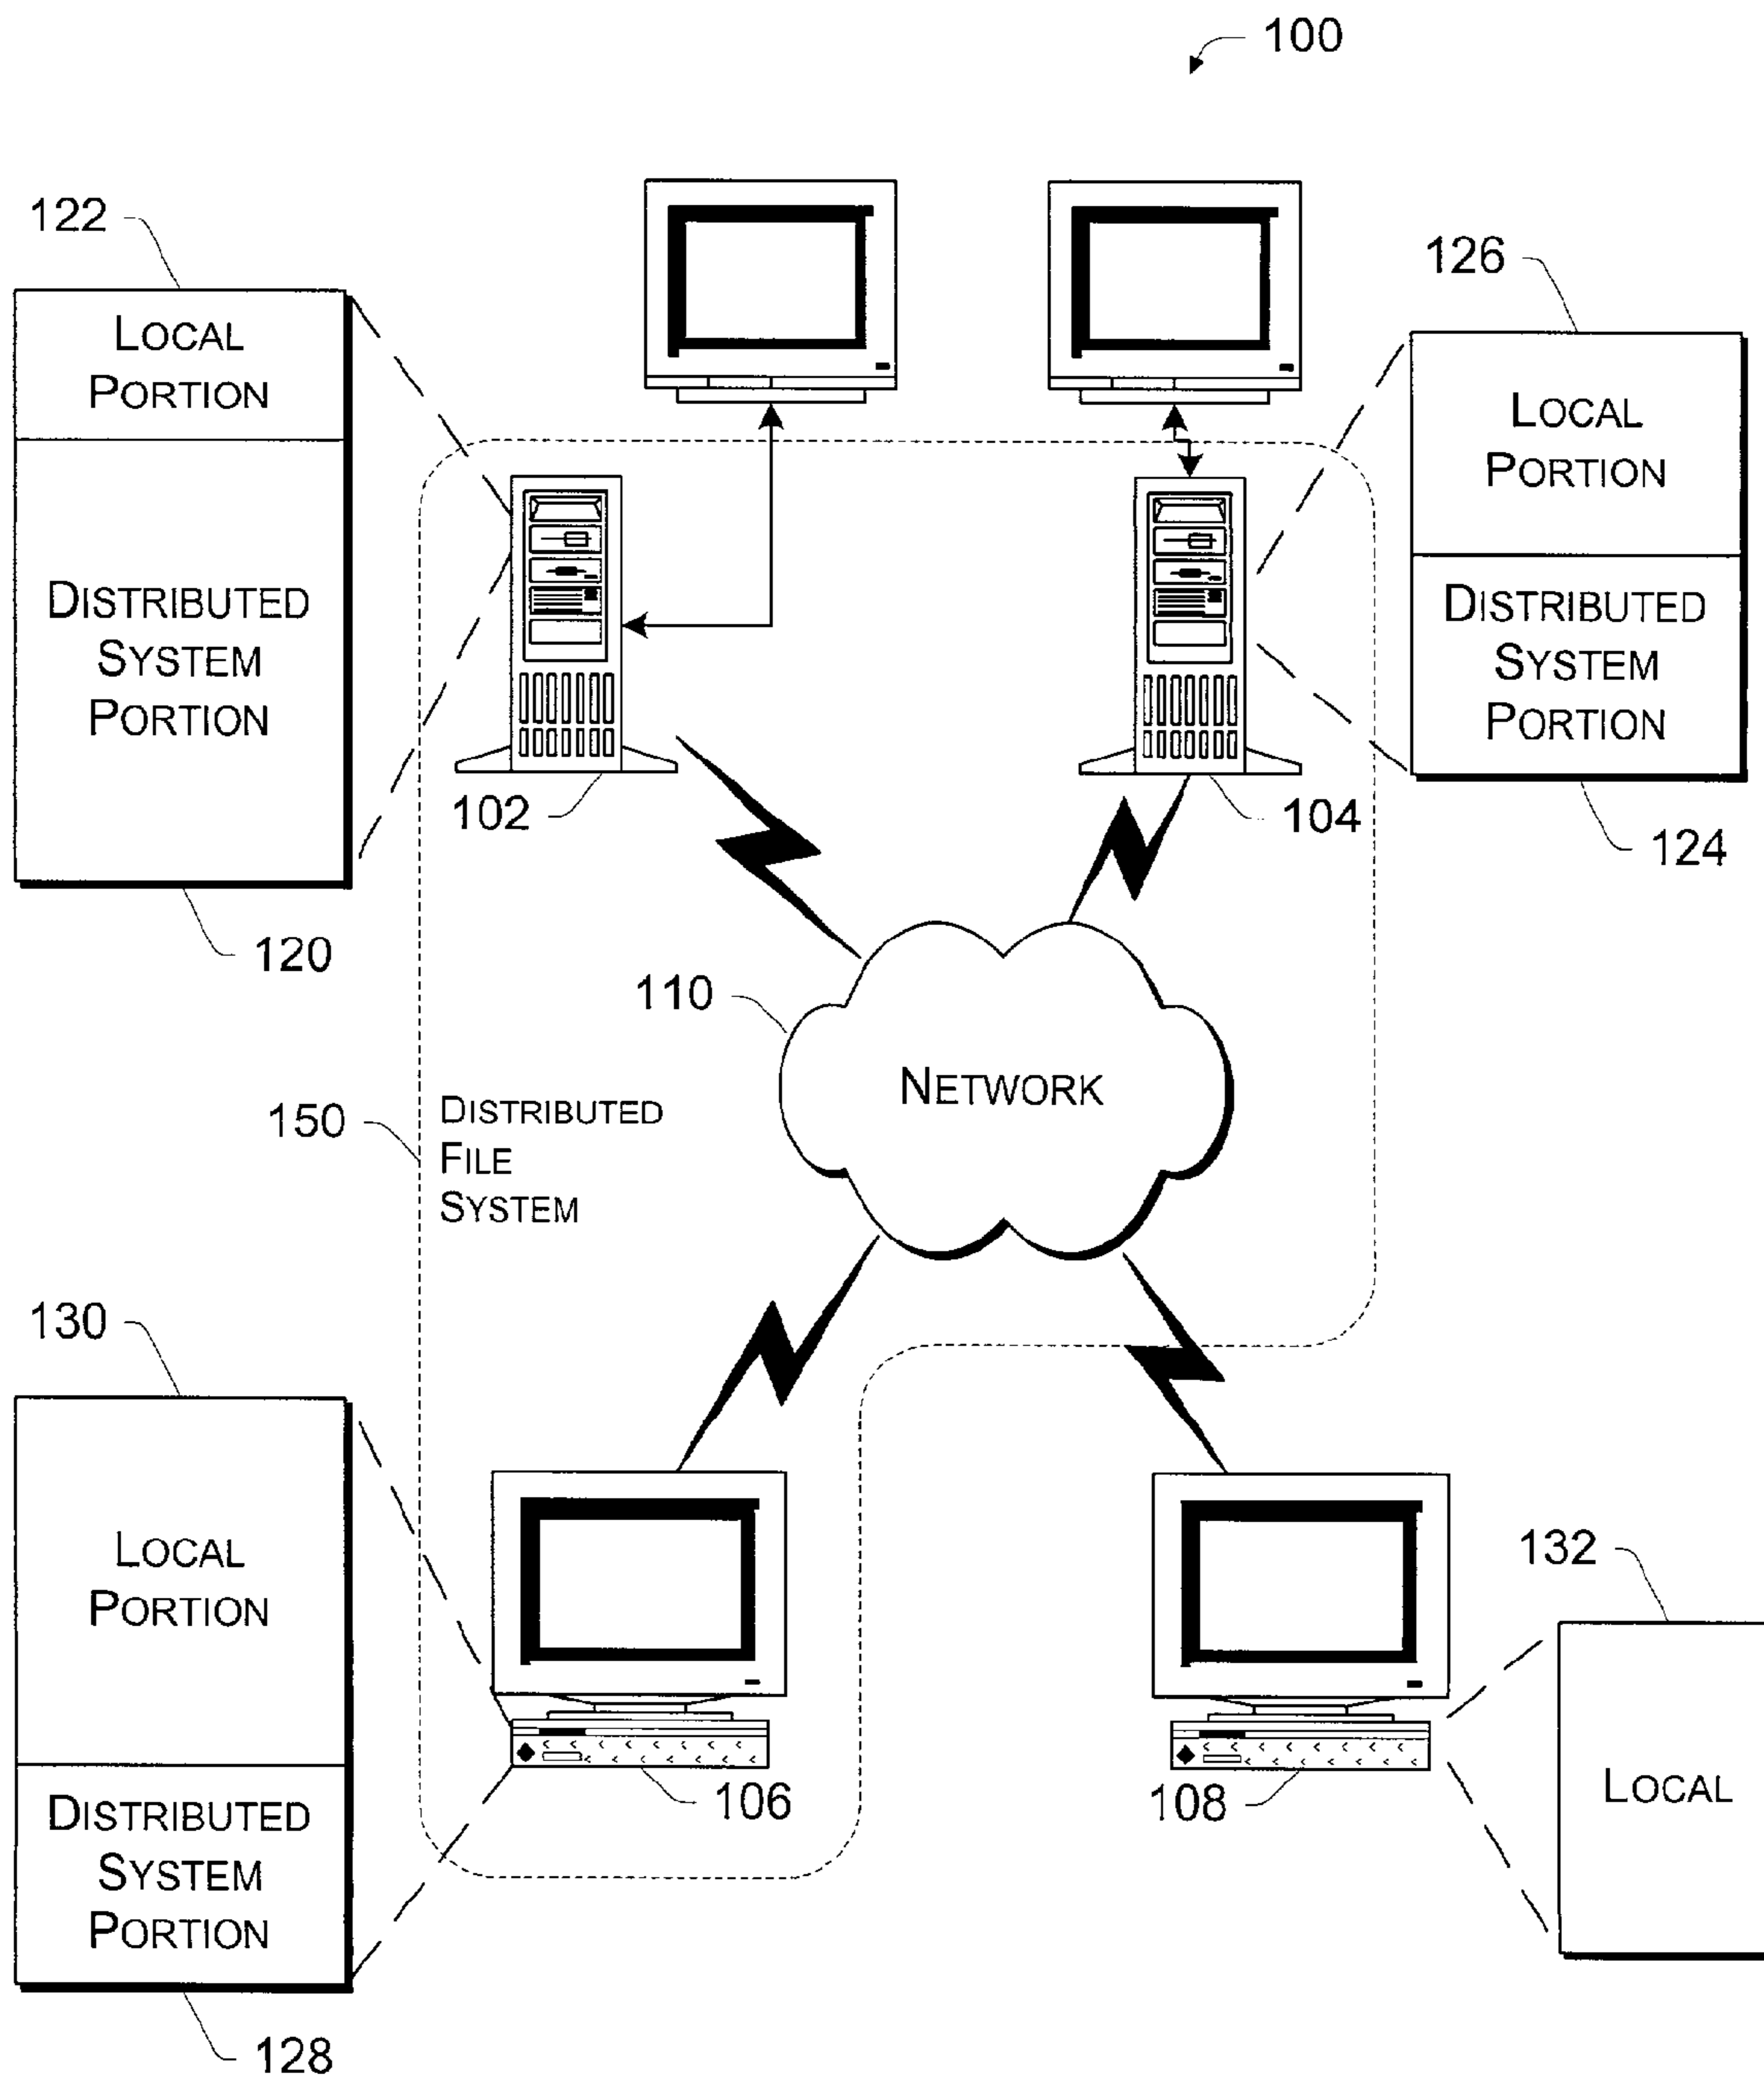 100
122
LOCAL
PORTION
DISTRIBUTED
SYSTEM
PORTION
120
126
LOCAL
PORTION
DISTRIBUTED
SYSTEM
PORTION
124
102
104
110
NETWORK
150
DISTRIBUTED
FILE
SYSTEM
130
LOCAL
PORTION
DISTRIBUTED
SYSTEM
PORTION
128
106
108
132
LOCAL